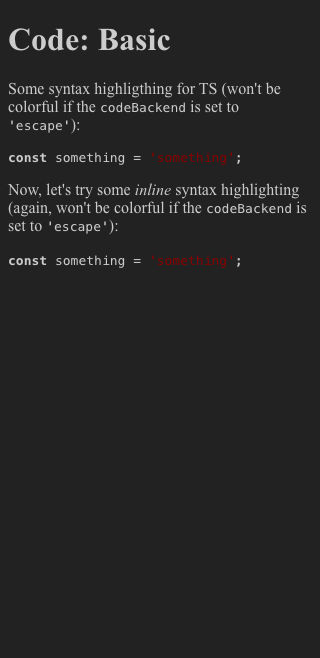 Code: Basic
Some syntax highligthing for TS (won't be
colorful if the codeBackend is set to
'escape'):
const something = 'something';
Now, let's try some inline syntax highlighting
(again, won't be colorful if the codeBackend is
set to 'escape'):
const something = 'something';